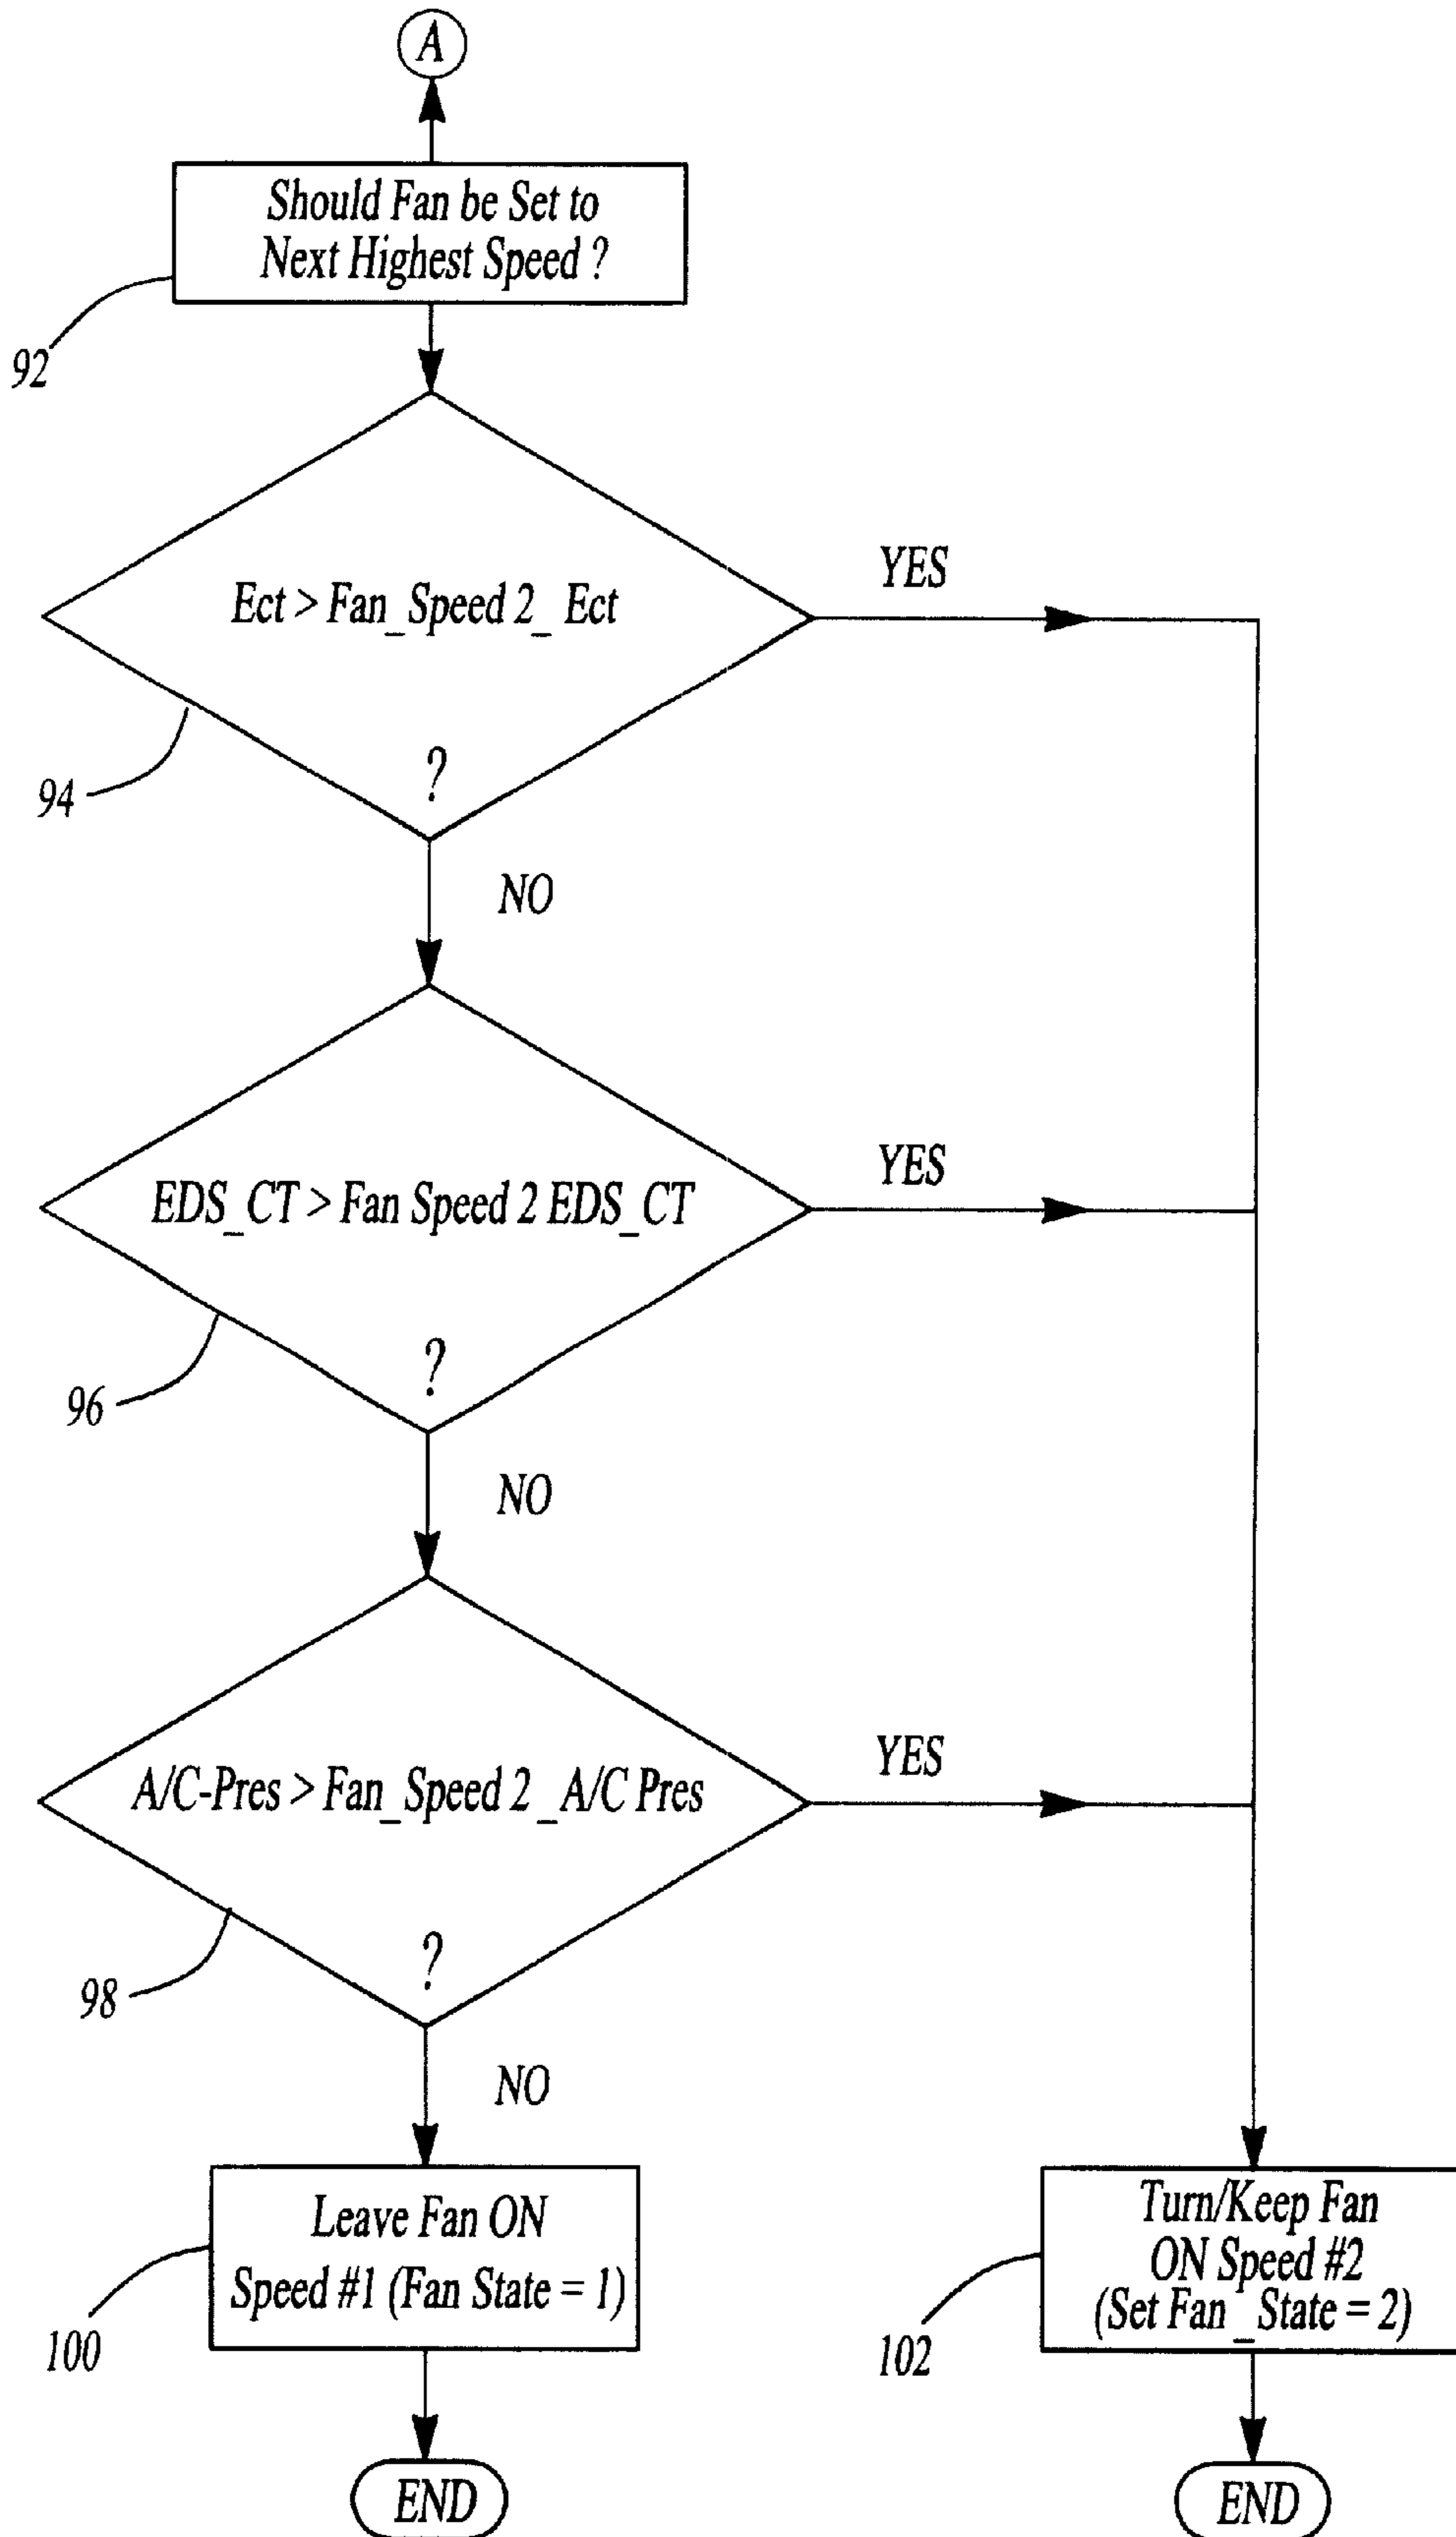 A
Should Fan be Set to
Next Highest Speed ?
92
Ect > Fan_Speed 2_ Ect
?
YES
94
NO
EDS_CT > Fan Speed 2 EDS_CT
?
YES
96
NO
A/C-Pres > Fan_Speed 2 _A/C Pres
?
YES
98
NO
Leave Fan ON
Speed #1 (Fan State = 1)
100
Turn/Keep Fan
ON Speed #2
(Set Fan _ State = 2)
102
END
END